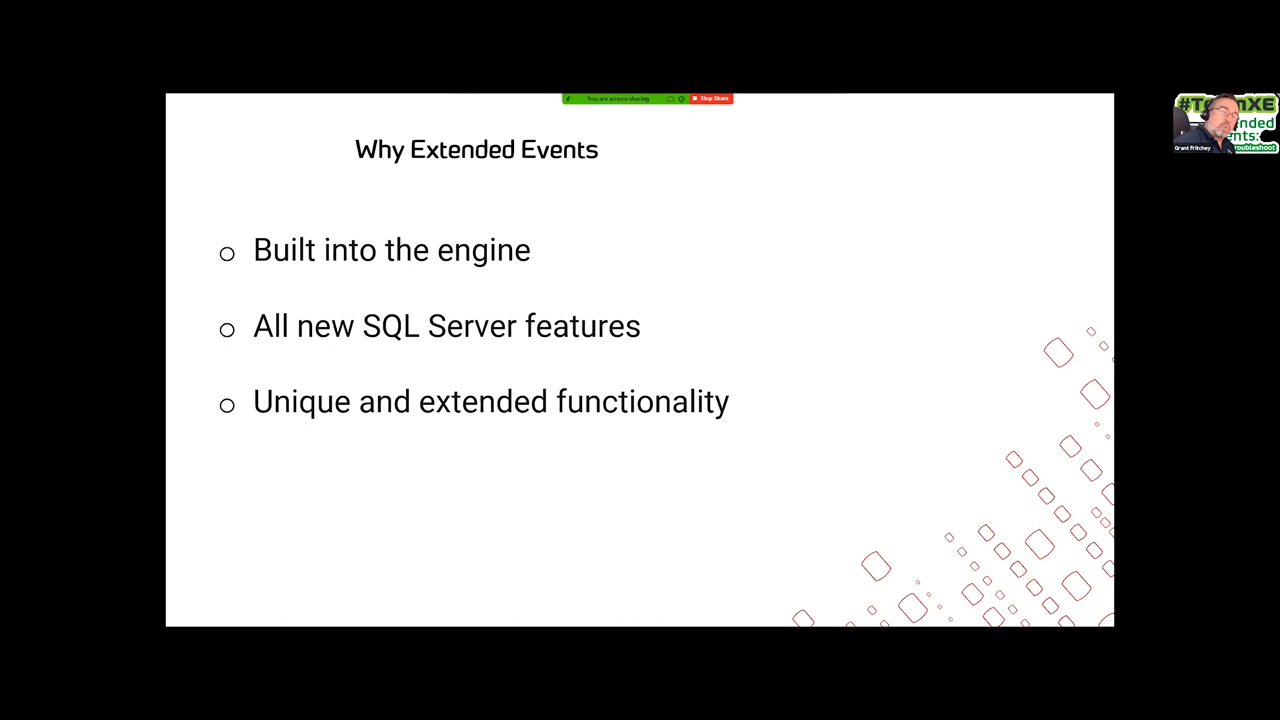 You are screen sharing
Stop Share
Why Extended Events
Built into the engine
All new SQL Server features
Unique and extended functionality
Grant Fritchey